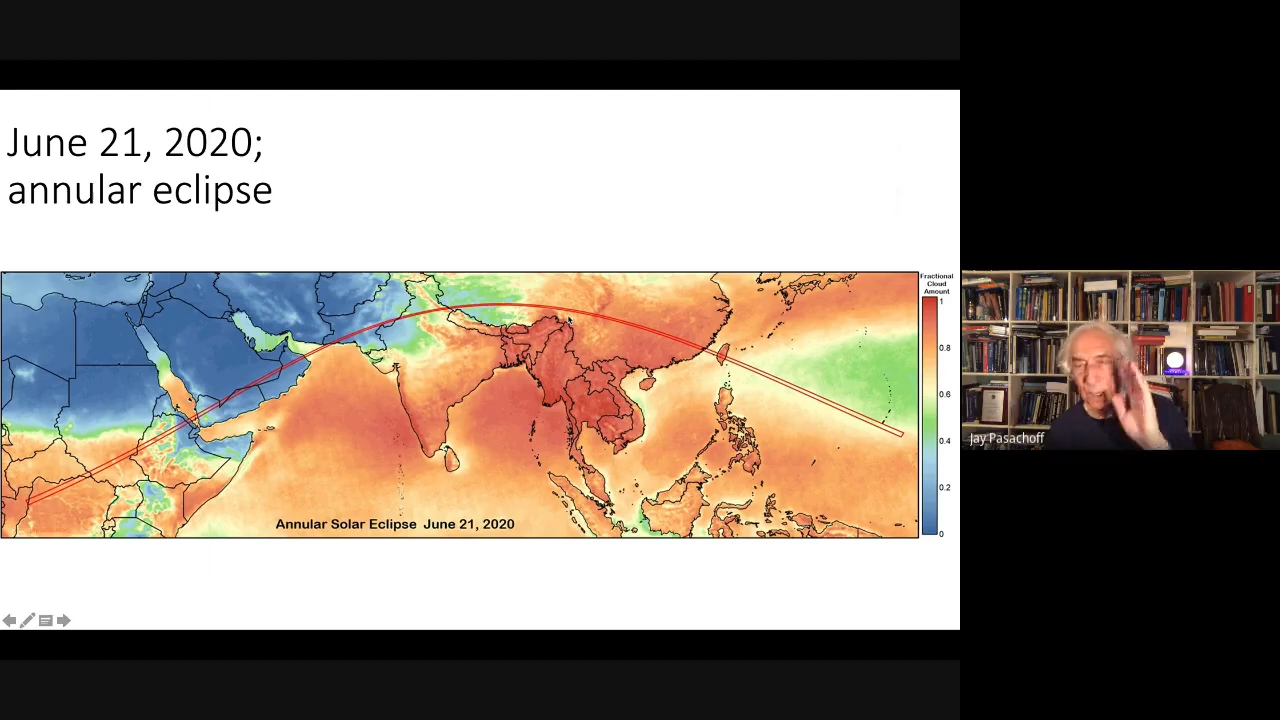 June 21, 2020;
annular eclipse
Fractional
Cloud
Amount
1
0.8
0.6
0.4
0.2
0
Annular Solar Eclipse June 21, 2020
Jay Pasachoff